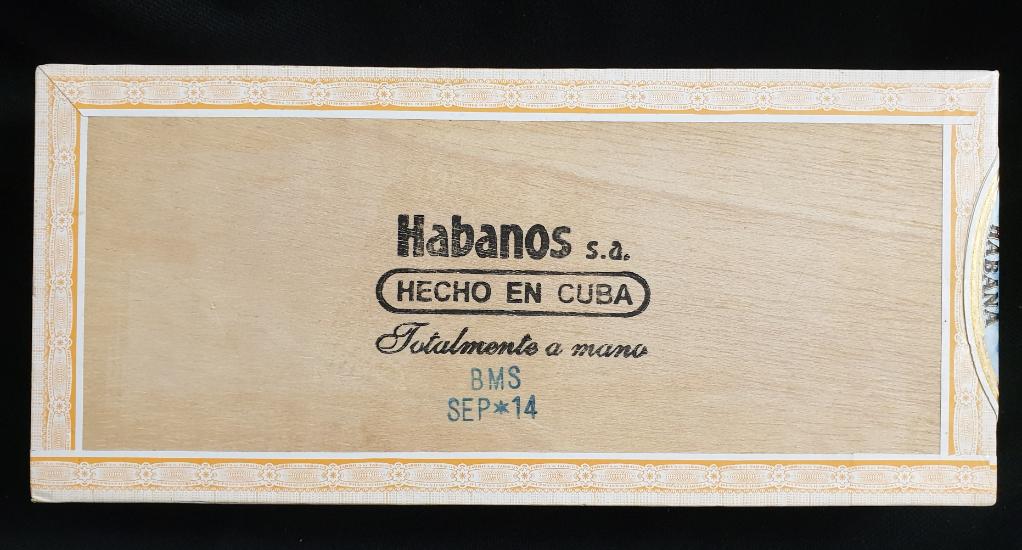 Habanos s.a.
HECHO EN CUBA
Totalmente a mano
BMS
SEP*14
HABANA